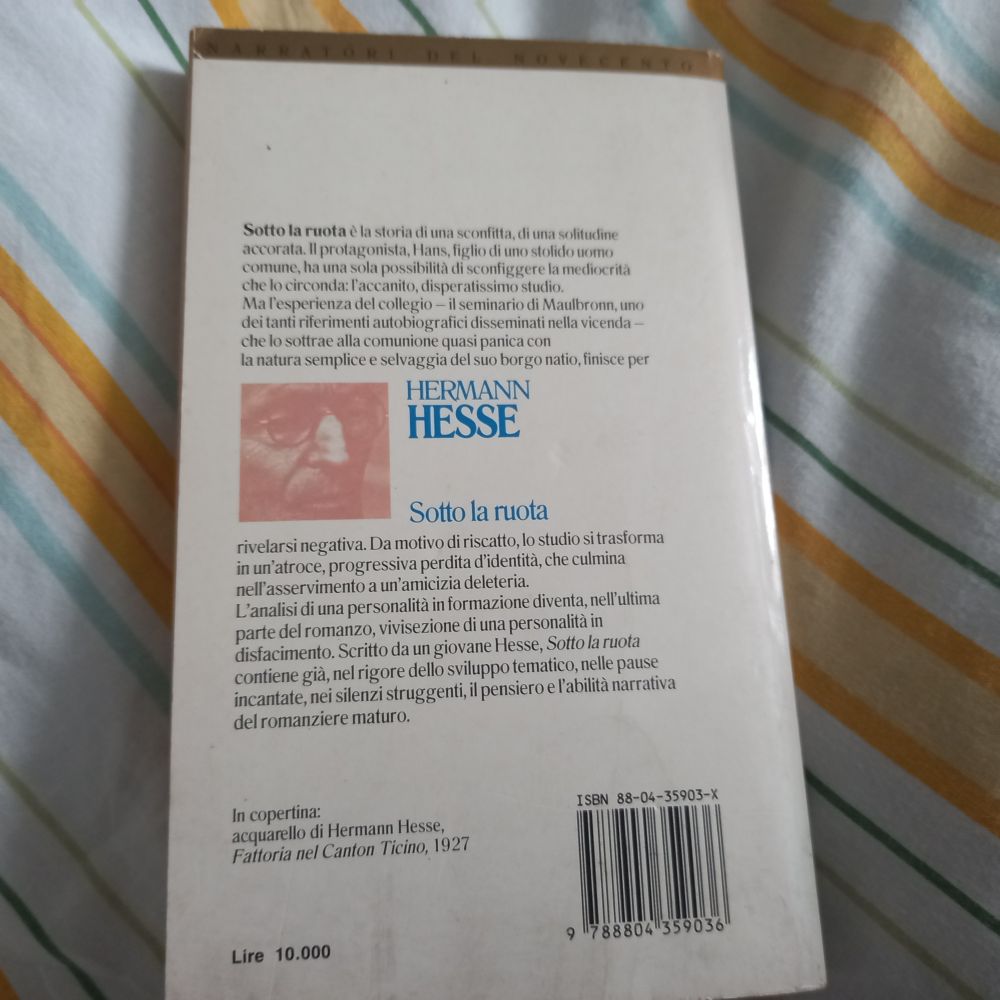 NARRATORI DEL NOVECENTO
Sotto la ruota è la storia di una sconfitta, di una solitudine
accorata. Il protagonista, Hans, figlio di uno stolido uomo
comune, ha una sola possibilità di sconfiggere la mediocrità
che lo circonda: l'accanito, disperatissimo studio.
Ma l'esperienza del collegio – il seminario di Maulbronn, uno
dei tanti riferimenti autobiografici disseminati nella vicenda –
che lo sottrae alla comunione quasi panica con
la natura semplice e selvaggia del suo borgo natio, finisce per
HERMANN
HESSE
Sotto la ruota
rivelarsi negativa. Da motivo di riscatto, lo studio si trasforma
in un'atroce, progressiva perdita d'identità, che culmina
nell'asservimento a un'amicizia deleteria.
L'analisi di una personalità in formazione diventa, nell'ultima
parte del romanzo, vivisezione di una personalità in
disfacimento. Scritto da un giovane Hesse, Sotto la ruota
contiene già, nel rigore dello sviluppo tematico, nelle pause
incantate, nei silenzi struggenti, il pensiero e l'abilità narrativa
del romanziere maturo.
In copertina:
acquarello di Hermann Hesse,
Fattoria nel Canton Ticino, 1927
ISBN 88-04-35903-X
9 788804 359036
Lire 10.000